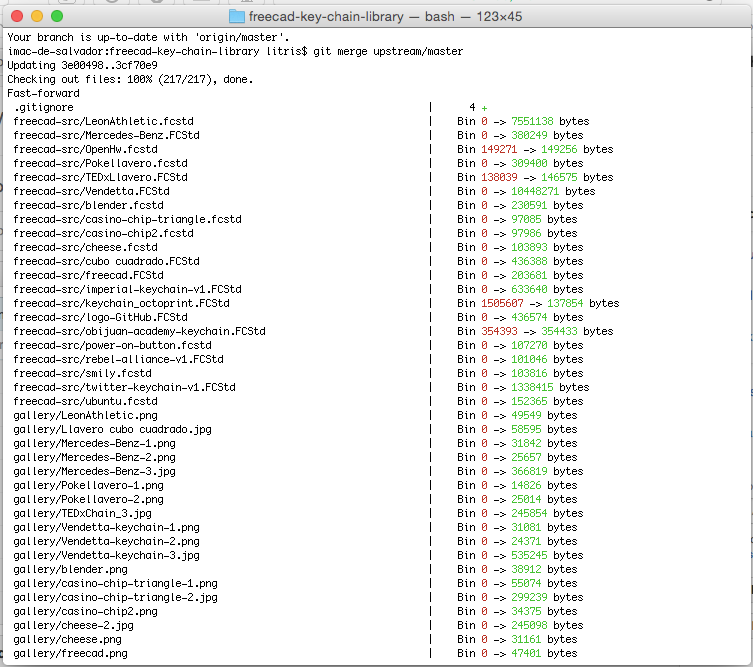 freecad-key-chain-library — bash — 123×45
Your branch is up-to-date with 'origin/master'.
imac-de-salvador:freecad-key-chain-library litris$ git merge upstream/master
Updating 3e00498..3cf70e9
Checking out files: 100% (217/217), done.
Fast-forward
.gitignore | 4 +
freecad-src/LeonAthletic.fcstd | Bin 0 -> 7551138 bytes
freecad-src/Mercedes-Benz.FCStd | Bin 0 -> 380249 bytes
freecad-src/OpenHw.fcstd | Bin 149271 -> 149256 bytes
freecad-src/Pokellavero.fcstd | Bin 0 -> 309400 bytes
freecad-src/TEDxLlavero.FCStd | Bin 138039 -> 146575 bytes
freecad-src/Vendetta.FCStd | Bin 0 -> 10448271 bytes
freecad-src/blender.fcstd | Bin 0 -> 230591 bytes
freecad-src/casino-chip-triangle.fcstd | Bin 0 -> 97085 bytes
freecad-src/casino-chip2.fcstd | Bin 0 -> 97986 bytes
freecad-src/cheese.fcstd | Bin 0 -> 103893 bytes
freecad-src/cubo cuadrado.FCStd | Bin 0 -> 436388 bytes
freecad-src/freecad.FCStd | Bin 0 -> 203681 bytes
freecad-src/imperial-keychain-v1.FCStd | Bin 0 -> 633640 bytes
freecad-src/keychain_octoprint.FCStd | Bin 1505607 -> 137854 bytes
freecad-src/logo-GitHub.FCStd | Bin 0 -> 436574 bytes
freecad-src/obijuan-academy-keychain.FCStd | Bin 354393 -> 354433 bytes
freecad-src/power-on-button.fcstd | Bin 0 -> 107270 bytes
freecad-src/rebel-alliance-v1.FCStd | Bin 0 -> 101046 bytes
freecad-src/smily.fcstd | Bin 0 -> 103816 bytes
freecad-src/twitter-keychain-v1.FCStd | Bin 0 -> 1338415 bytes
freecad-src/ubuntu.fcstd | Bin 0 -> 152365 bytes
gallery/LeonAthletic.png | Bin 0 -> 49549 bytes
gallery/Llavero cubo cuadrado.jpg | Bin 0 -> 58595 bytes
gallery/Mercedes-Benz-1.png | Bin 0 -> 31842 bytes
gallery/Mercedes-Benz-2.png | Bin 0 -> 25657 bytes
gallery/Mercedes-Benz-3.jpg | Bin 0 -> 366819 bytes
gallery/Pokellavero-1.png | Bin 0 -> 14826 bytes
gallery/Pokellavero-2.png | Bin 0 -> 25014 bytes
gallery/TEDxChain_3.jpg | Bin 0 -> 245854 bytes
gallery/Vendetta-keychain-1.png | Bin 0 -> 31081 bytes
gallery/Vendetta-keychain-2.png | Bin 0 -> 24371 bytes
gallery/Vendetta-keychain-3.jpg | Bin 0 -> 535245 bytes
gallery/blender.png | Bin 0 -> 38912 bytes
gallery/casino-chip-triangle-1.png | Bin 0 -> 55074 bytes
gallery/casino-chip-triangle-2.jpg | Bin 0 -> 299239 bytes
gallery/casino-chip2.png | Bin 0 -> 34375 bytes
gallery/cheese-2.jpg | Bin 0 -> 245098 bytes
gallery/cheese.png | Bin 0 -> 31161 bytes
gallery/freecad.png | Bin 0 -> 47401 bytes